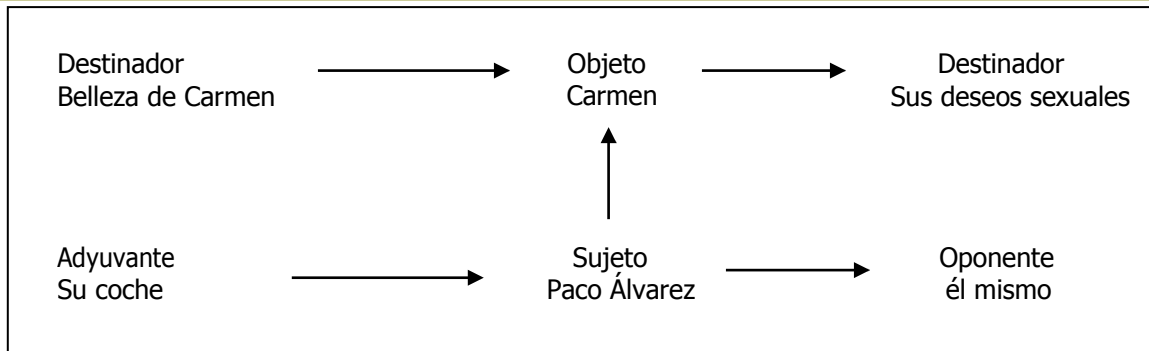 Destinador
Belleza de Carmen
Objeto
Carmen
Destinador
Sus deseos sexuales
Adyuvante
Su coche
Sujeto
Paco Álvarez
Oponente
él mismo